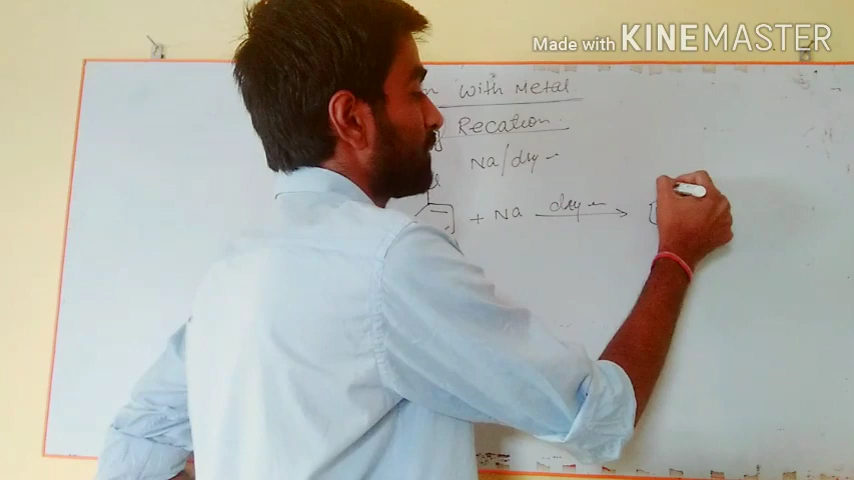 Made with KINEMASTER
with Metal
Recation.
Na/dry
+ Na dry